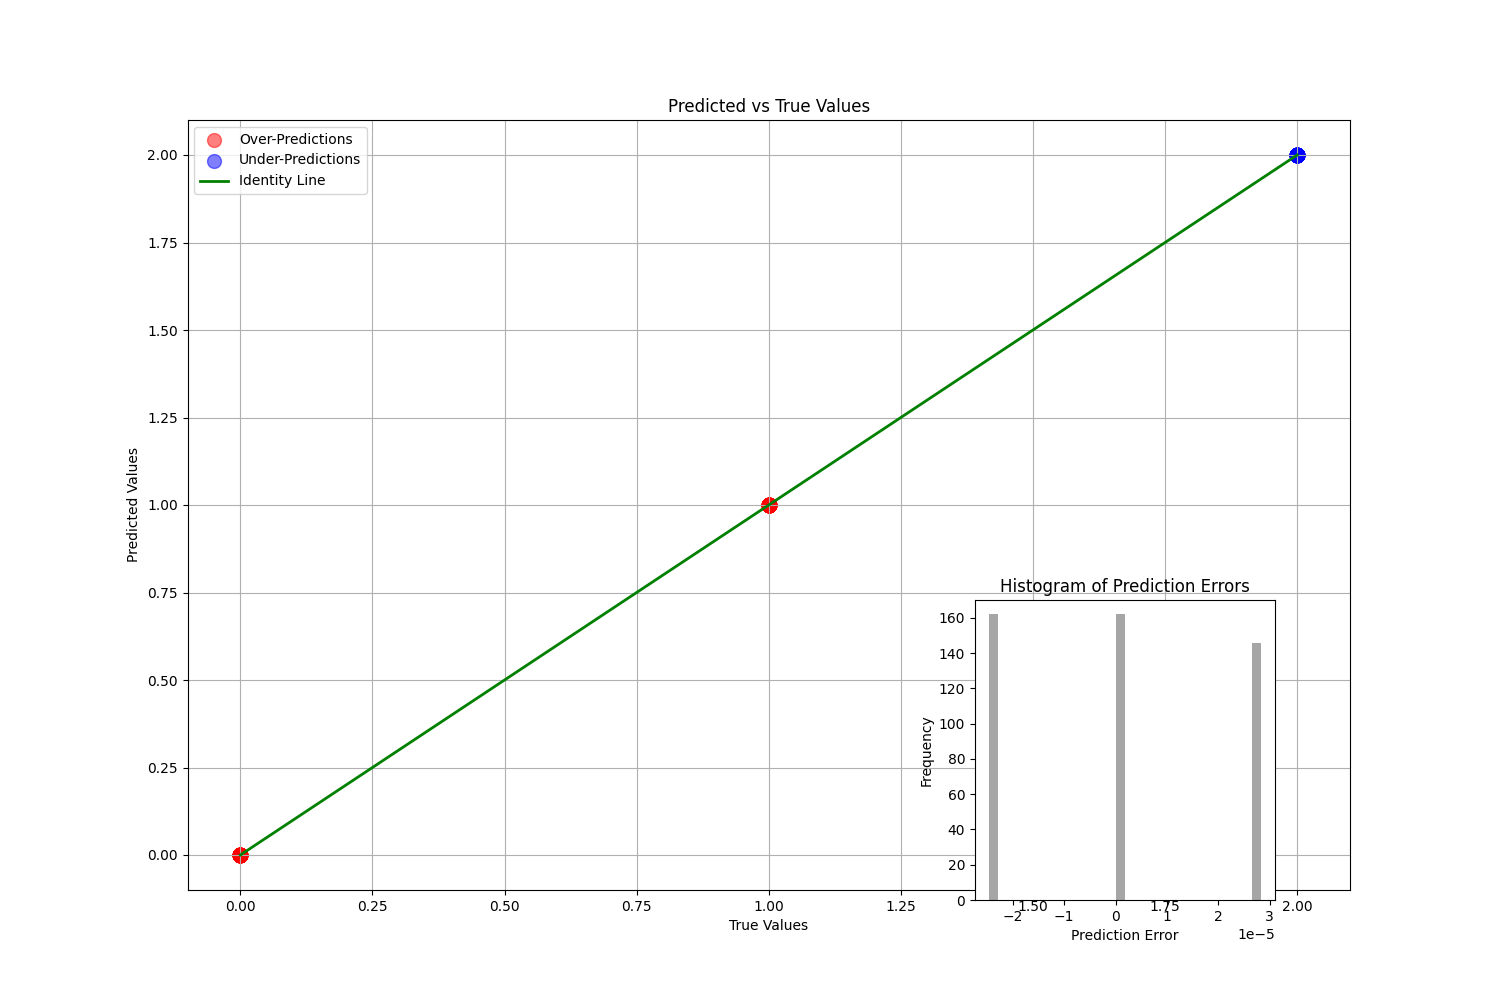 Predicted vs True Values
Over-Predictions
Under-Predictions
Identity Line
2.00
1.75
1.50
1.25
1.00
0.75
0.50
0.25
0.00
Predicted Values
0.00 0.25 0.50 0.75 1.00 1.25 1.50 1.75 2.00
True Values
Histogram of Prediction Errors
160
140
120
100
80
60
40
20
0
Frequency
−2 −1 0 1 2 3
1e−5
Prediction Error